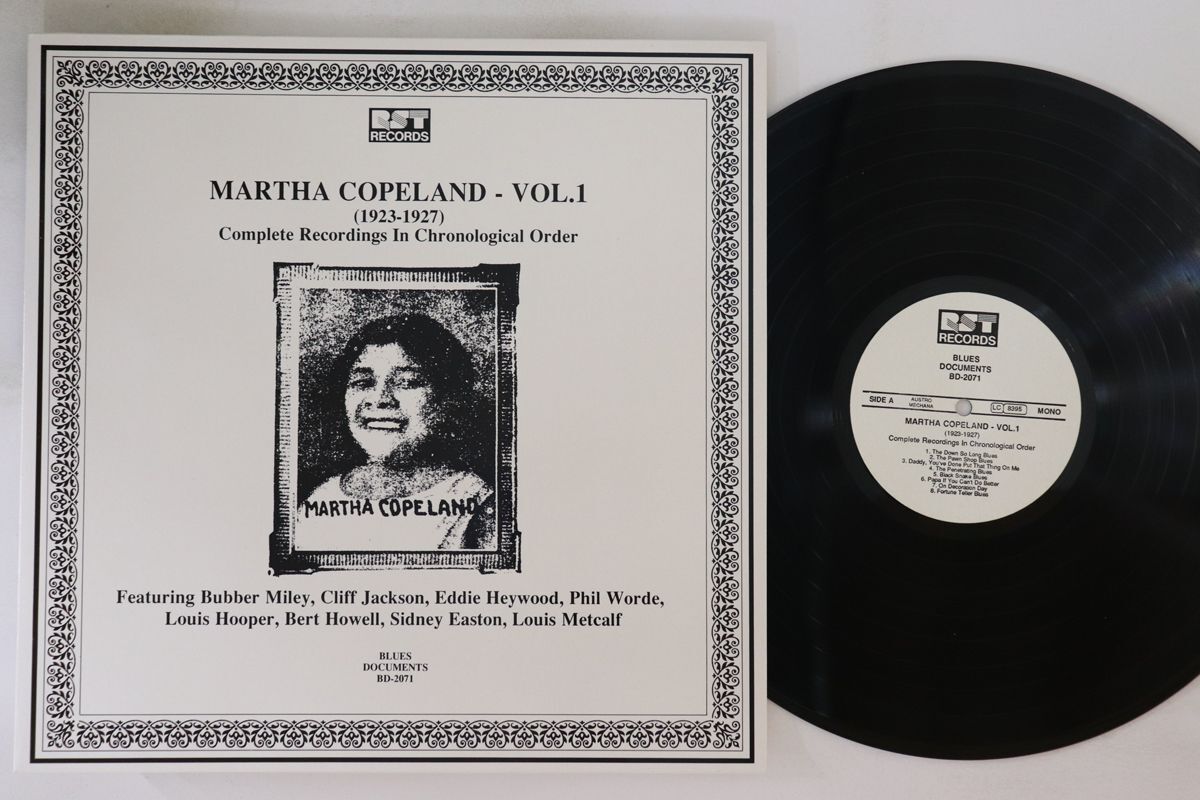 RST
RECORDS
MARTHA COPELAND - VOL.1
(1923-1927)
Complete Recordings In Chronological Order
MARTHA COPELAND
Featuring Bubber Miley, Cliff Jackson, Eddie Heywood, Phil Worde,
Louis Hooper, Bert Howell, Sidney Easton, Louis Metcalf
BLUES
DOCUMENTS
BD-2071
RST
RECORDS
BLUES
DOCUMENTS
BD-2071
SIDE A
AUSTRO
MECHANA
LC 8395
MONO
MARTHA COPELAND - VOL.1
(1923-1927)
Complete Recordings In Chronological Order
1. The Down So Long Blues
2. The Pawn Shop Blues
3. Daddy, You've Done Put That Thing On Me
4. The Penetrating Blues
5. Black Snake Blues
6. Papa If You Can't Do Better
7. On Decoration Day
8. Fortune Teller Blues